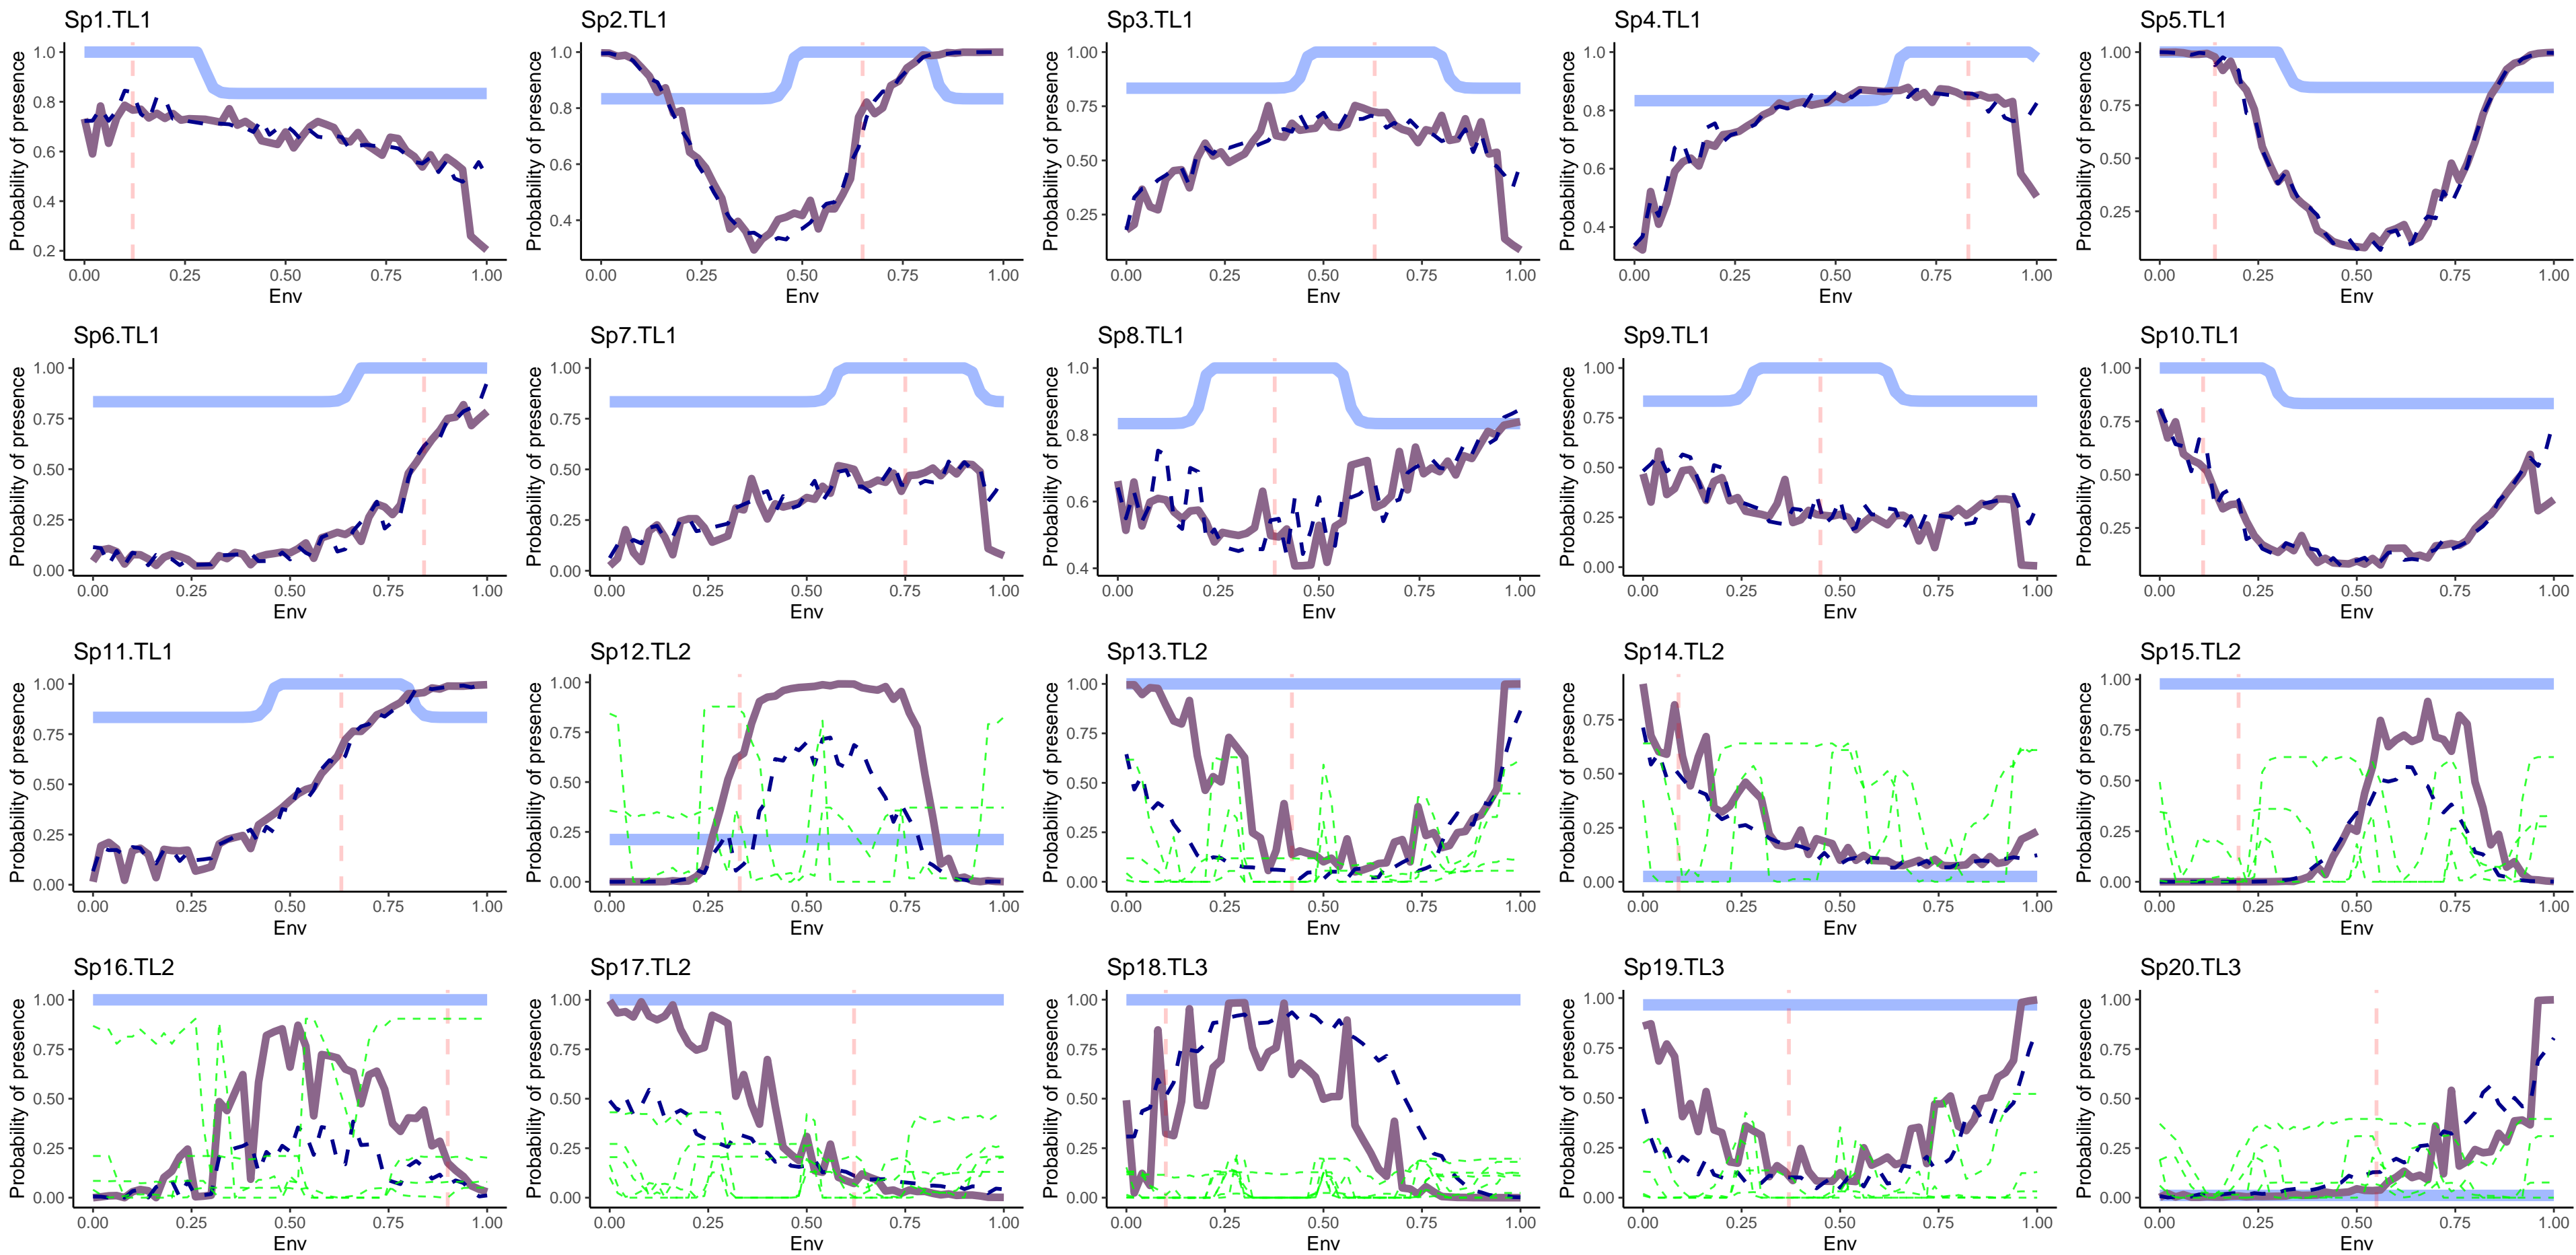 Sp1.TL1
Probability of presence
1.0
0.8
0.6
0.4
0.2
0.00 0.25 0.50 0.75 1.00
Env
Sp2.TL1
Probability of presence
1.0
0.8
0.6
0.4
0.00 0.25 0.50 0.75 1.00
Env
Sp3.TL1
Probability of presence
1.00
0.75
0.50
0.25
0.00 0.25 0.50 0.75 1.00
Env
Sp4.TL1
Probability of presence
1.0
0.8
0.6
0.4
0.00 0.25 0.50 0.75 1.00
Env
Sp5.TL1
Probability of presence
1.00
0.75
0.50
0.25
0.00 0.25 0.50 0.75 1.00
Env
Sp6.TL1
Probability of presence
1.00
0.75
0.50
0.25
0.00
0.00 0.25 0.50 0.75 1.00
Env
Sp7.TL1
Probability of presence
1.00
0.75
0.50
0.25
0.00
0.00 0.25 0.50 0.75 1.00
Env
Sp8.TL1
Probability of presence
1.0
0.8
0.6
0.4
0.00 0.25 0.50 0.75 1.00
Env
Sp9.TL1
Probability of presence
1.00
0.75
0.50
0.25
0.00
0.00 0.25 0.50 0.75 1.00
Env
Sp10.TL1
Probability of presence
1.00
0.75
0.50
0.25
0.00 0.25 0.50 0.75 1.00
Env
Sp11.TL1
Probability of presence
1.00
0.75
0.50
0.25
0.00
0.00 0.25 0.50 0.75 1.00
Env
Sp12.TL2
Probability of presence
1.00
0.75
0.50
0.25
0.00
0.00 0.25 0.50 0.75 1.00
Env
Sp13.TL2
Probability of presence
1.00
0.75
0.50
0.25
0.00
0.00 0.25 0.50 0.75 1.00
Env
Sp14.TL2
Probability of presence
0.75
0.50
0.25
0.00
0.00 0.25 0.50 0.75 1.00
Env
Sp15.TL2
Probability of presence
1.00
0.75
0.50
0.25
0.00
0.00 0.25 0.50 0.75 1.00
Env
Sp16.TL2
Probability of presence
1.00
0.75
0.50
0.25
0.00
0.00 0.25 0.50 0.75 1.00
Env
Sp17.TL2
Probability of presence
1.00
0.75
0.50
0.25
0.00
0.00 0.25 0.50 0.75 1.00
Env
Sp18.TL3
Probability of presence
1.00
0.75
0.50
0.25
0.00
0.00 0.25 0.50 0.75 1.00
Env
Sp19.TL3
Probability of presence
1.00
0.75
0.50
0.25
0.00
0.00 0.25 0.50 0.75 1.00
Env
Sp20.TL3
Probability of presence
1.00
0.75
0.50
0.25
0.00
0.00 0.25 0.50 0.75 1.00
Env